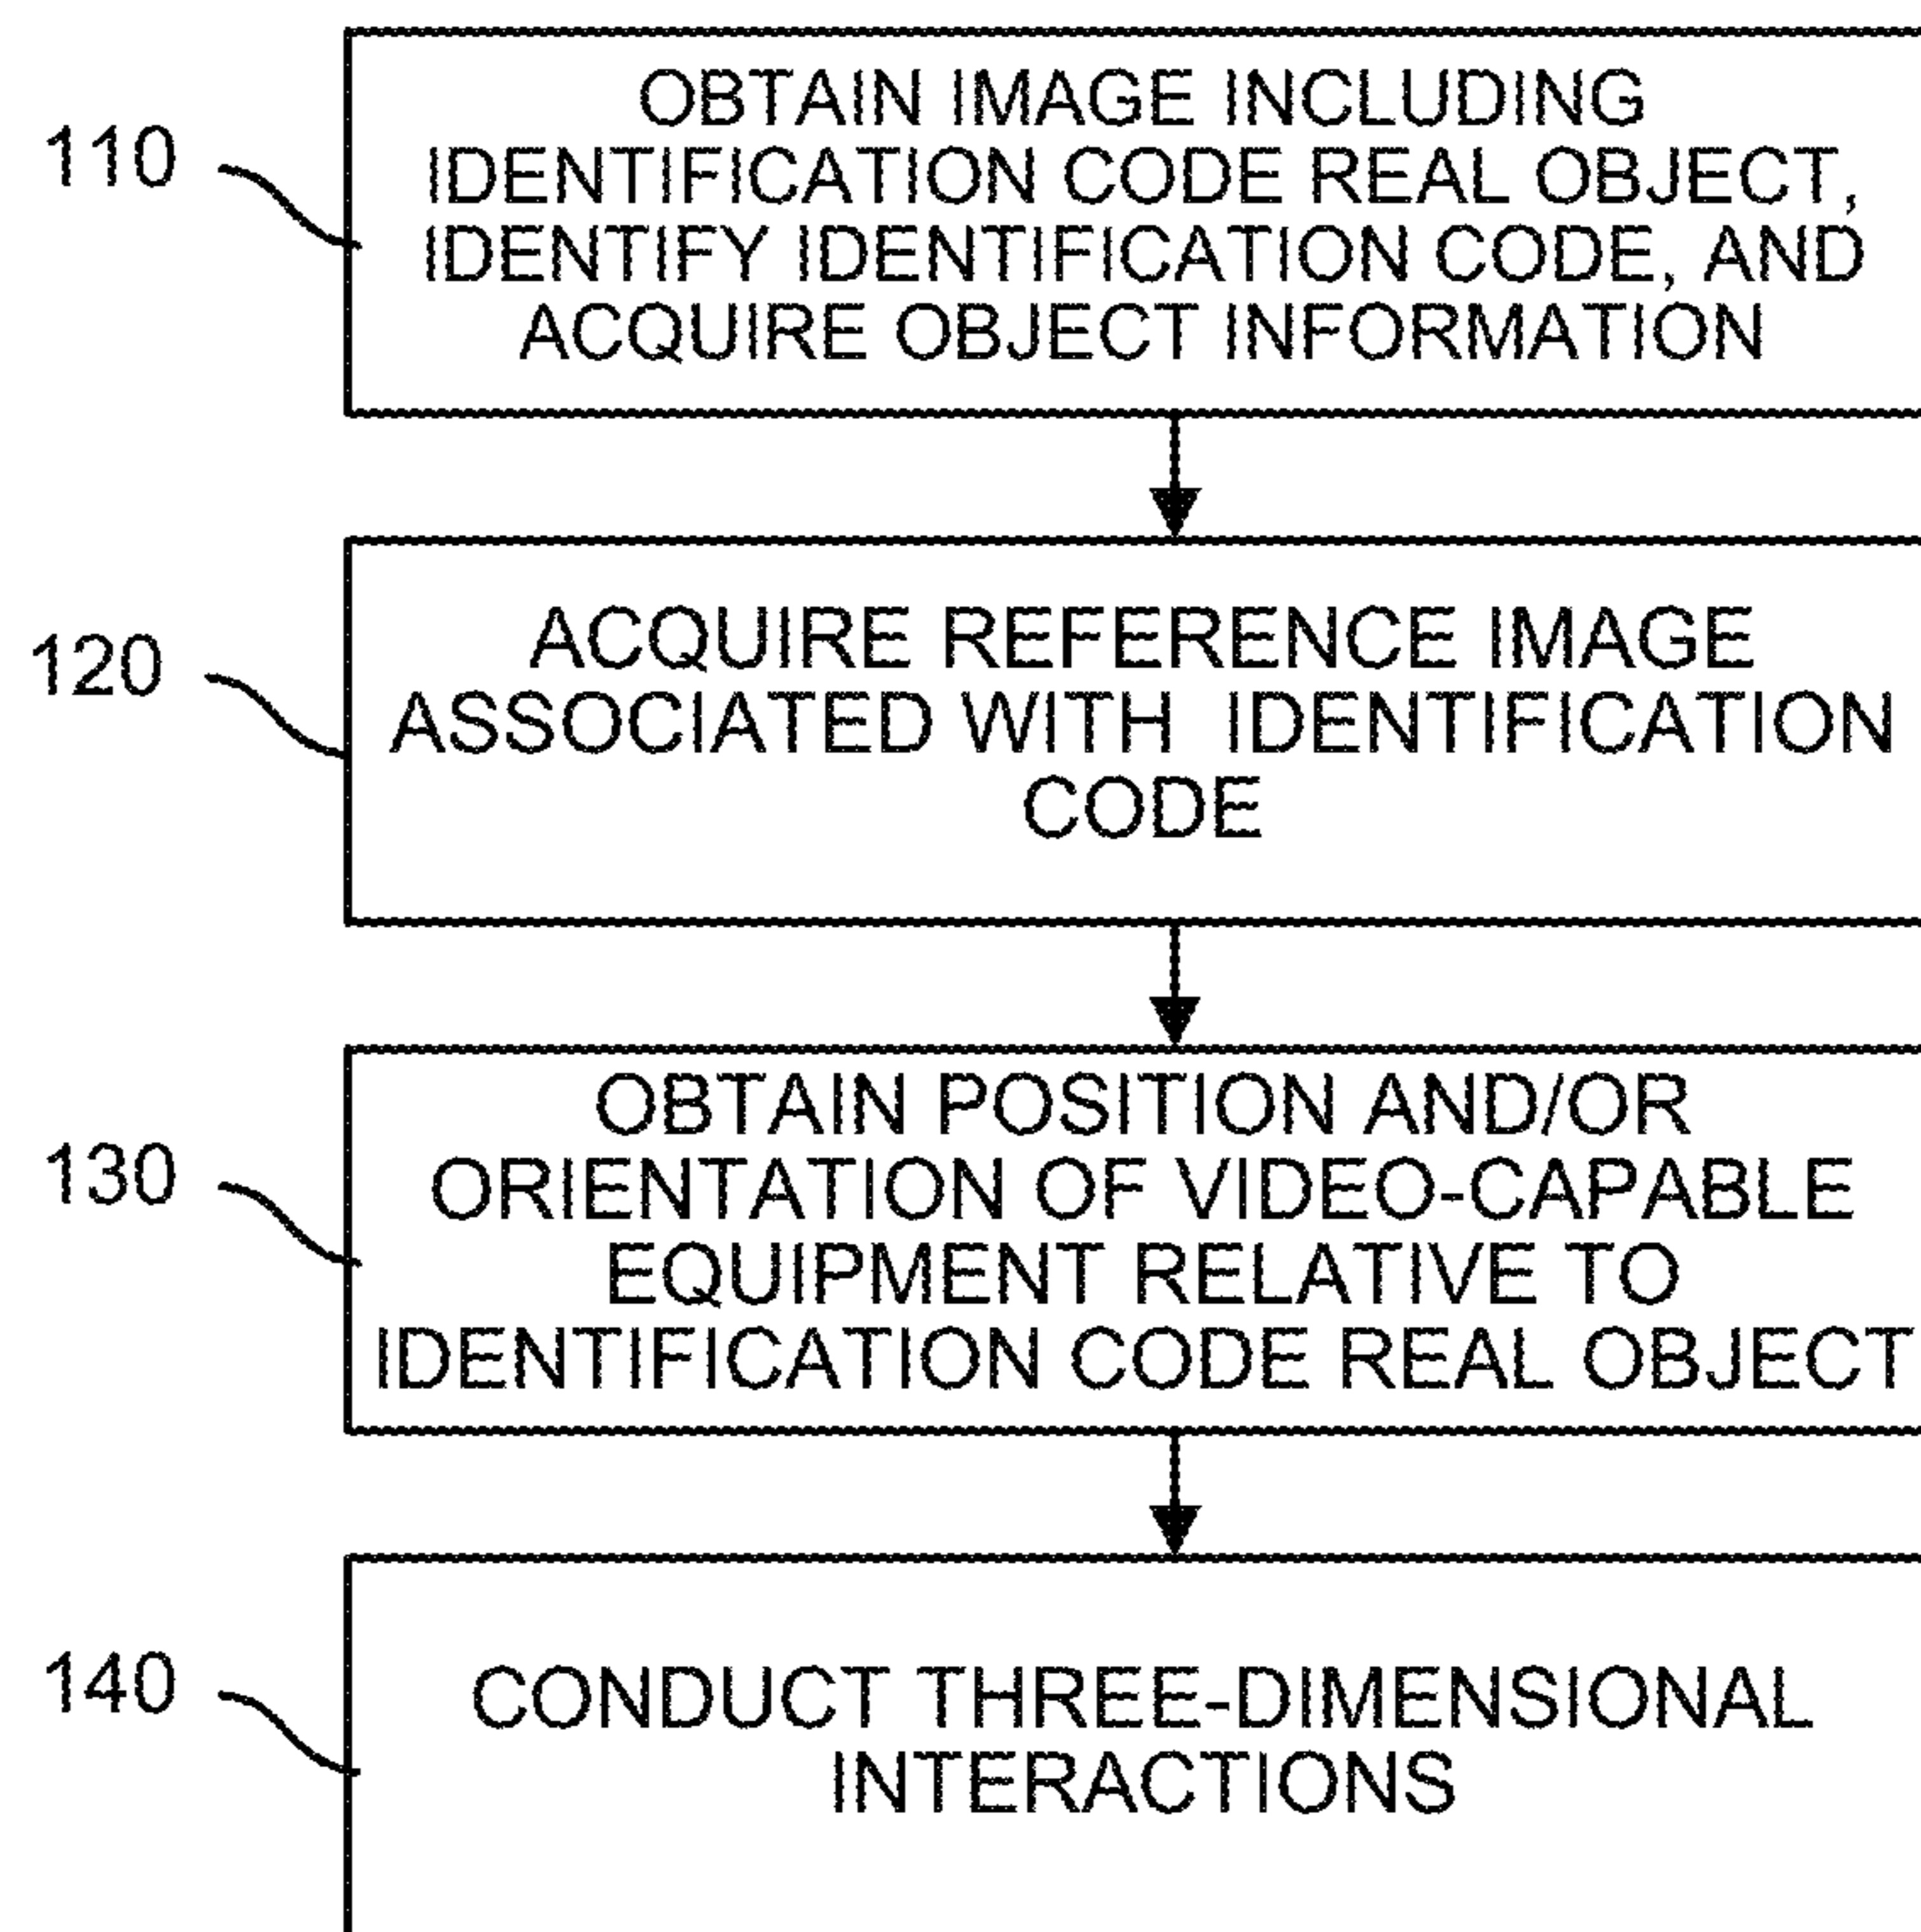 110
OBTAIN IMAGE INCLUDING
IDENTIFICATION CODE REAL OBJECT,
IDENTIFY IDENTIFICATION CODE, AND
ACQUIRE OBJECT INFORMATION
120
ACQUIRE REFERENCE IMAGE
ASSOCIATED WITH IDENTIFICATION
CODE
130
OBTAIN POSITION AND/OR
ORIENTATION OF VIDEO-CAPABLE
EQUIPMENT RELATIVE TO
IDENTIFICATION CODE REAL OBJECT
140
CONDUCT THREE-DIMENSIONAL
INTERACTIONS